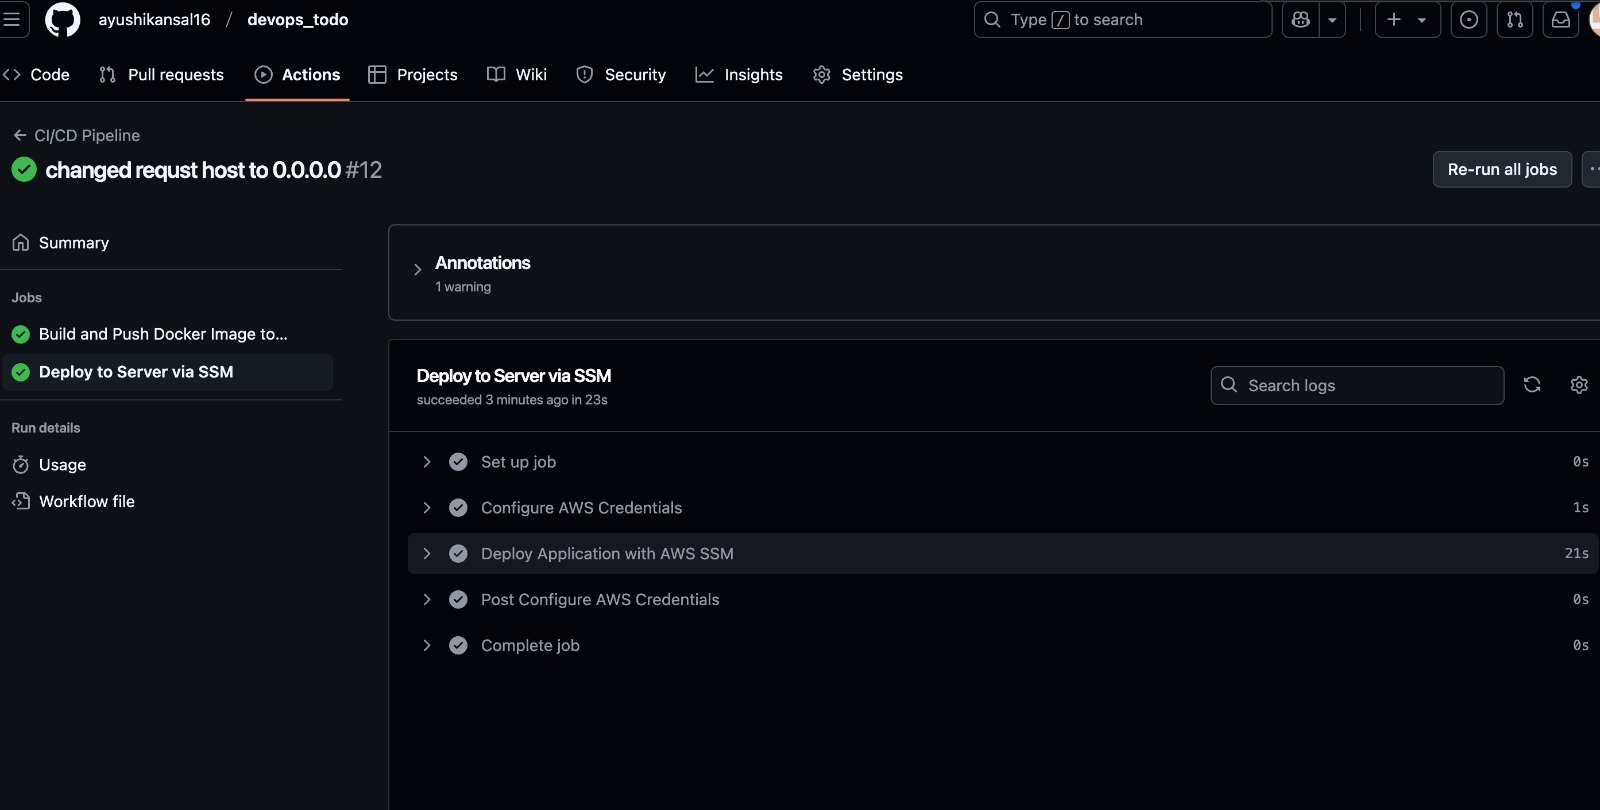 ayushikansal16 / devops_todo
Type / to search
Code
Pull requests
Actions
Projects
Wiki
Security
Insights
Settings
← CI/CD Pipeline
changed requst host to 0.0.0.0 #12
Re-run all jobs
Summary
Jobs
Build and Push Docker Image to...
Deploy to Server via SSM
Run details
Usage
Workflow file
Annotations
1 warning
Deploy to Server via SSM
succeeded 3 minutes ago in 23s
Search logs
Set up job 0s
Configure AWS Credentials 1s
Deploy Application with AWS SSM 21s
Post Configure AWS Credentials 0s
Complete job 0s